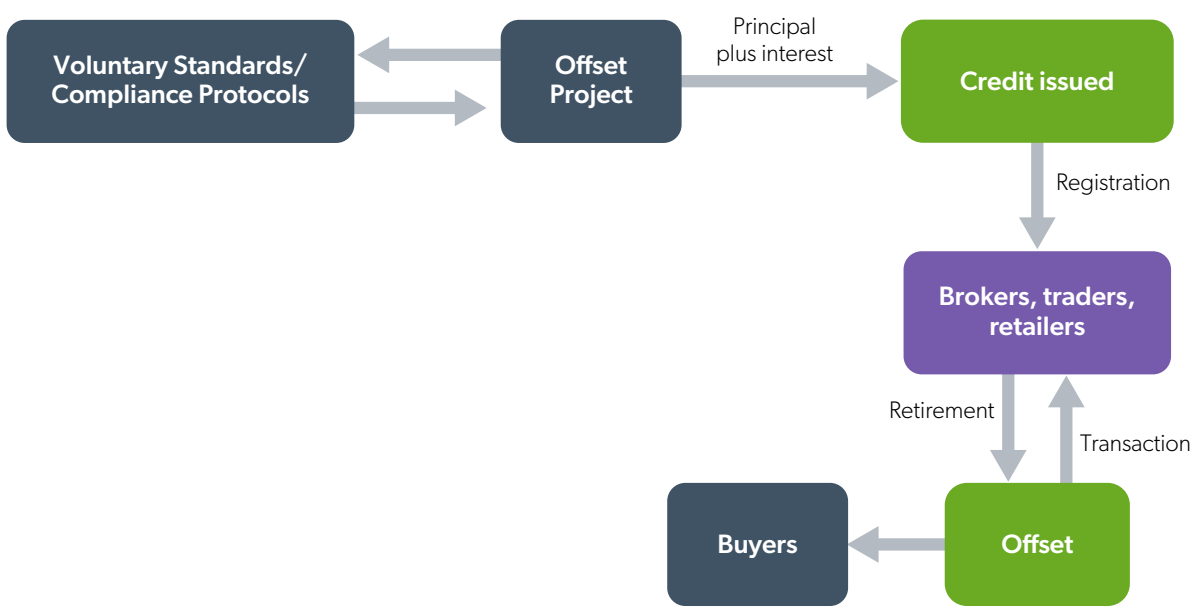 Voluntary Standards/
Compliance Protocols
Offset
Project
Principal
plus interest
Credit issued
Registration
Brokers, traders,
retailers
Retirement
Transaction
Buyers
Offset